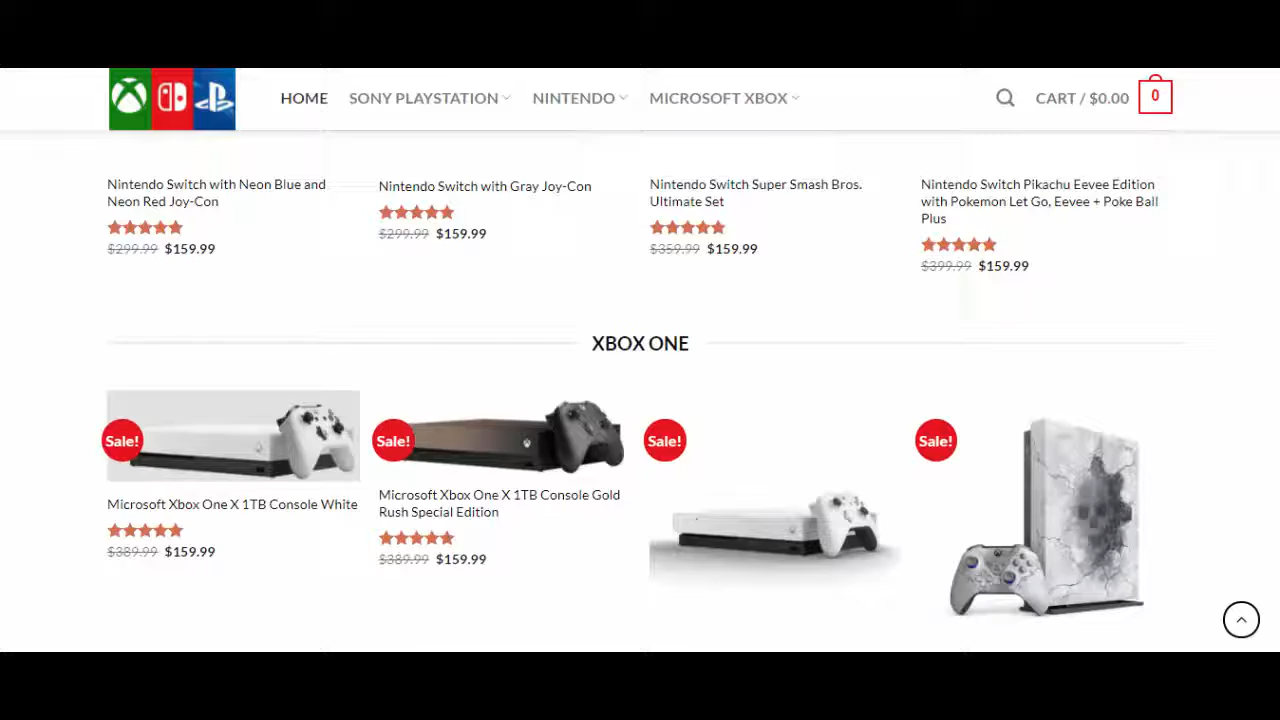 HOME SONY PLAYSTATION NINTENDO MICROSOFT XBOX CART / $0.00 0
Nintendo Switch with Neon Blue and
Neon Red Joy-Con
$299.99 $159.99
Nintendo Switch with Gray Joy-Con
$299.99 $159.99
Nintendo Switch Super Smash Bros.
Ultimate Set
$359.99 $159.99
Nintendo Switch Pikachu Eevee Edition
with Pokemon Let Go, Eevee + Poke Ball
Plus
$399.99 $159.99
XBOX ONE
Sale!
Microsoft Xbox One X 1TB Console White
$389.99 $159.99
Sale!
Microsoft Xbox One X 1TB Console Gold
Rush Special Edition
$389.99 $159.99
Sale!
Sale!